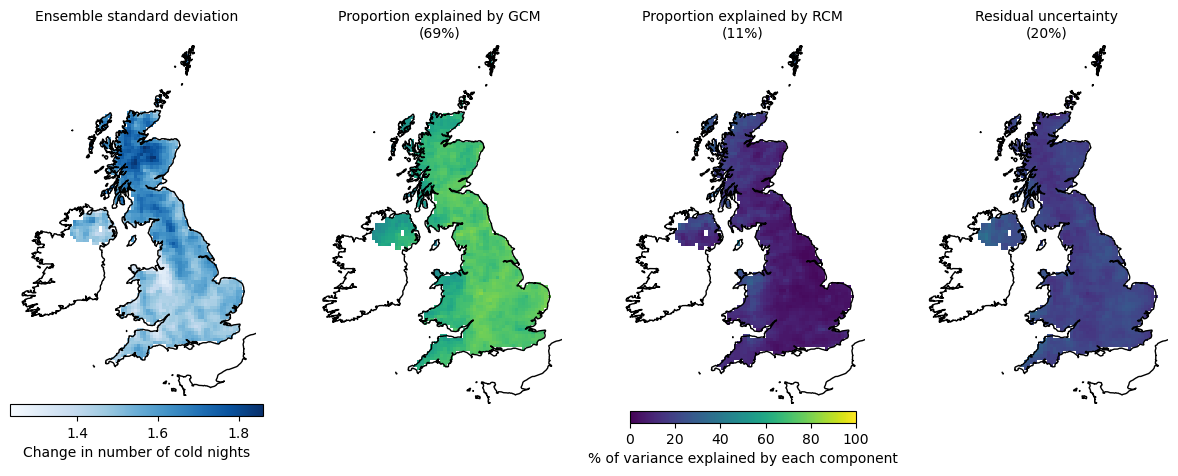 Ensemble standard deviation
Proportion explained by GCM
(69%)
Proportion explained by RCM
(11%)
Residual uncertainty
(20%)
1.4 1.6 1.8
Change in number of cold nights
0 20 40 60 80 100
% of variance explained by each component